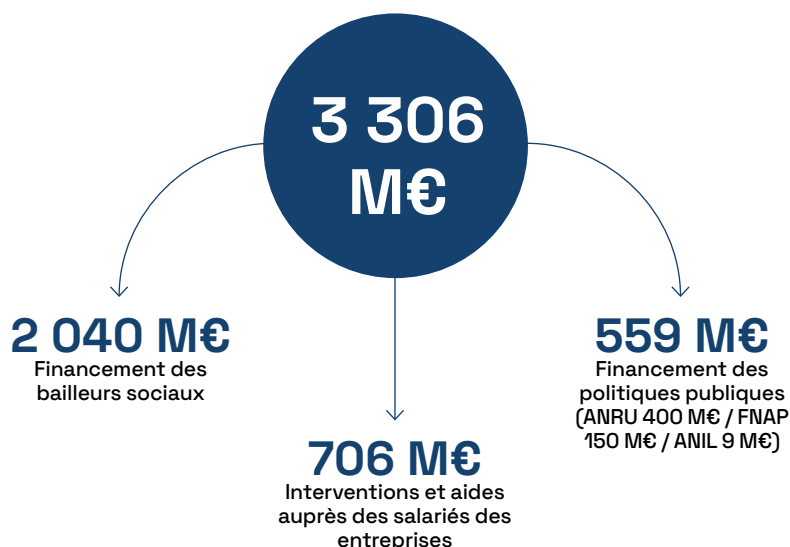 3 306
M€
2 040 M€
Financement des
bailleurs sociaux
706 M€
Interventions et aides
auprès des salariés des
entreprises
559 M€
Financement des
politiques publiques
(ANRU 400 M€ / FNAP
150 M€ / ANIL 9 M€)